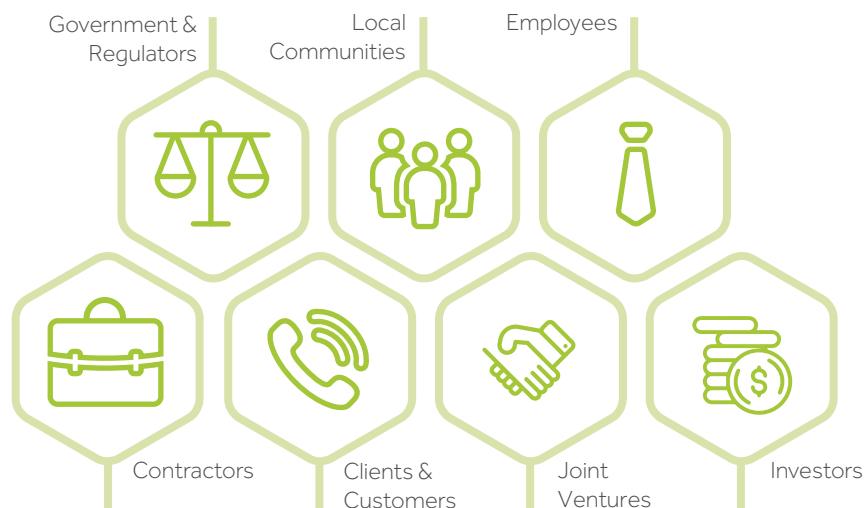 Government &
Regulators
Local
Communities
Employees
$
Contractors
Clients &
Customers
Joint
Ventures
Investors